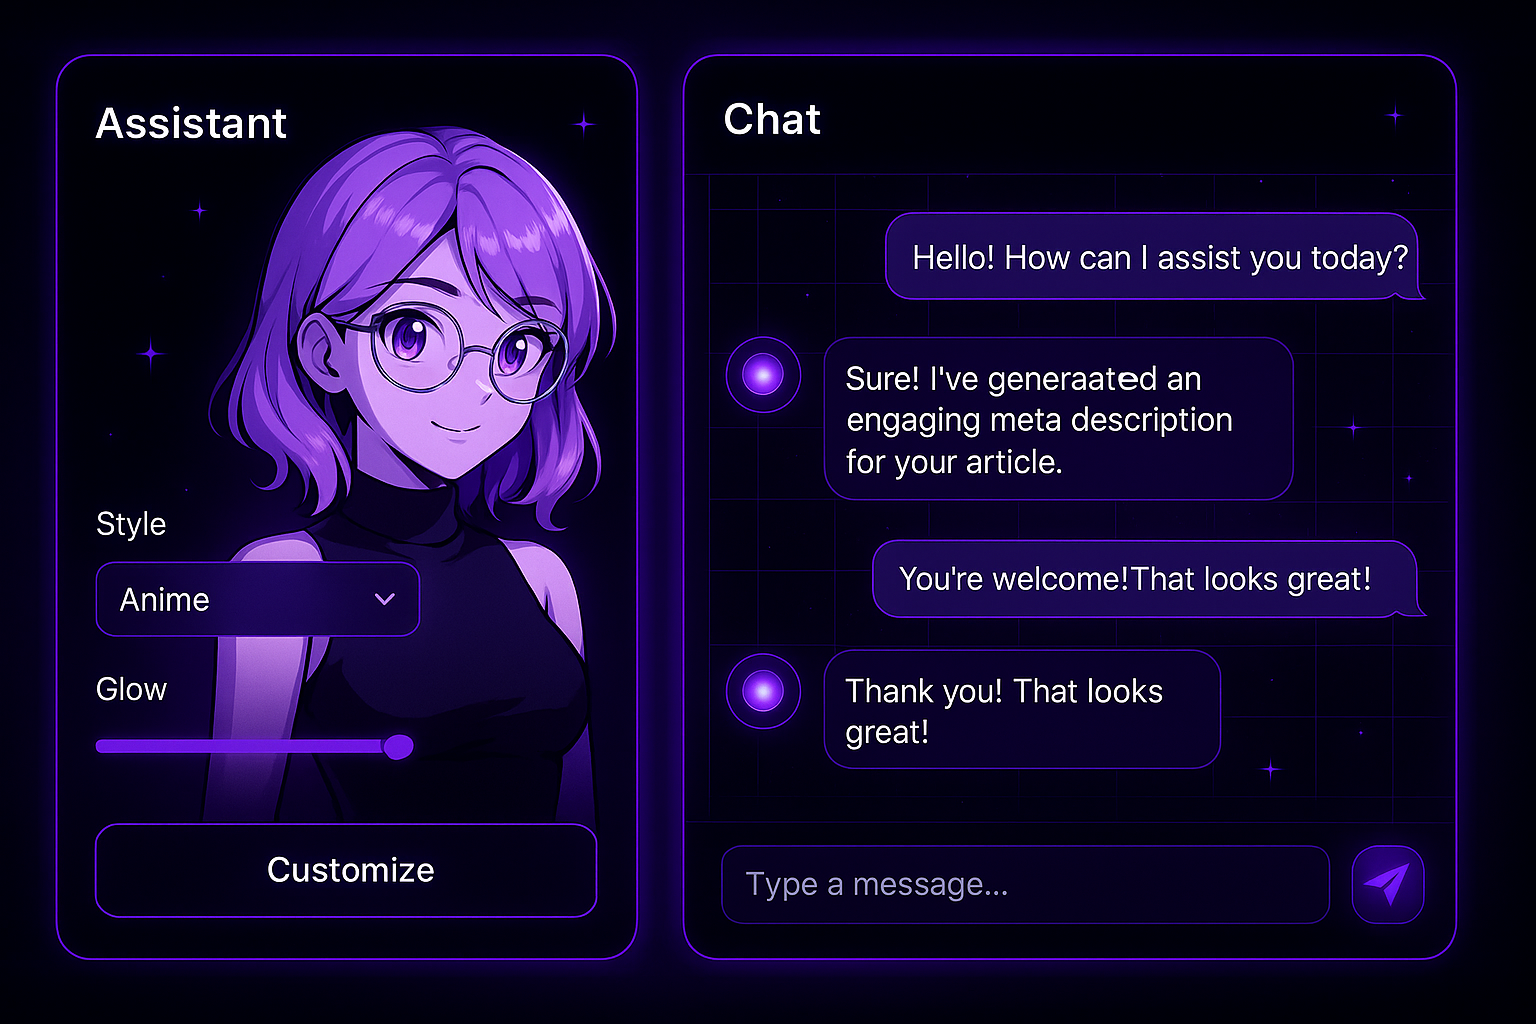 Assistant
Style
Anime
Glow
Customize
Chat
Hello! How can I assist you today?
Sure! I've generaated an
engaging meta description
for your article.
You're welcome!That looks great!
Thank you! That looks
great!
Type a message...